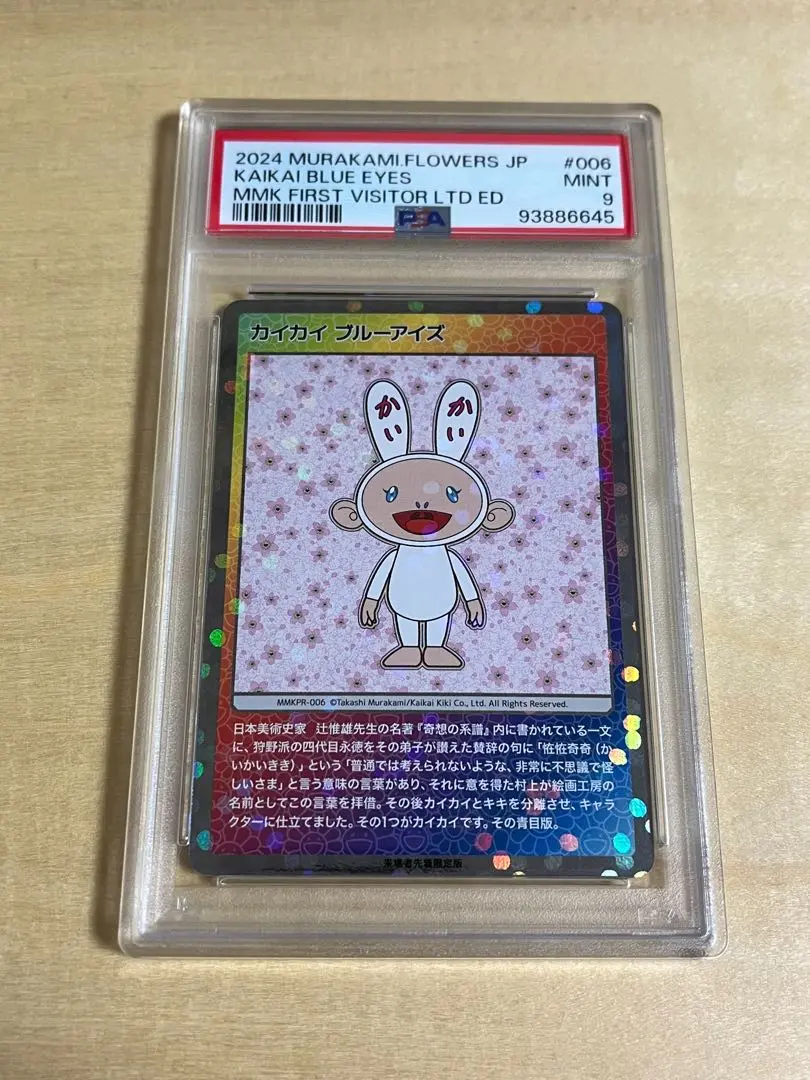 2024 MURAKAMI.FLOWERS JP #006
KAIKAI BLUE EYES MINT
MMK FIRST VISITOR LTD ED 9
PSA 93886645
カイカイ ブルーアイズ
かい かい
MMKPR-006 ©Takashi Murakami/Kaikai Kiki Co., Ltd. All Rights Reserved.
日本美術史家 辻惟雄先生の名著『奇想の系譜』内に書かれている一文
に、狩野派の四代目永徳をその弟子が讃えた賛辞の句に「恠恠奇奇（か
いかいきき）」という「普通では考えられないような、非常に不思議で怪
しいさま」と言う意味の言葉があり、それに意を得た村上が絵画工房の
名前としてこの言葉を拝借。その後カイカイとキキを分離させ、キャラ
クターに仕立てました。その1つがカイカイです。その青目版。
来場者先着限定版